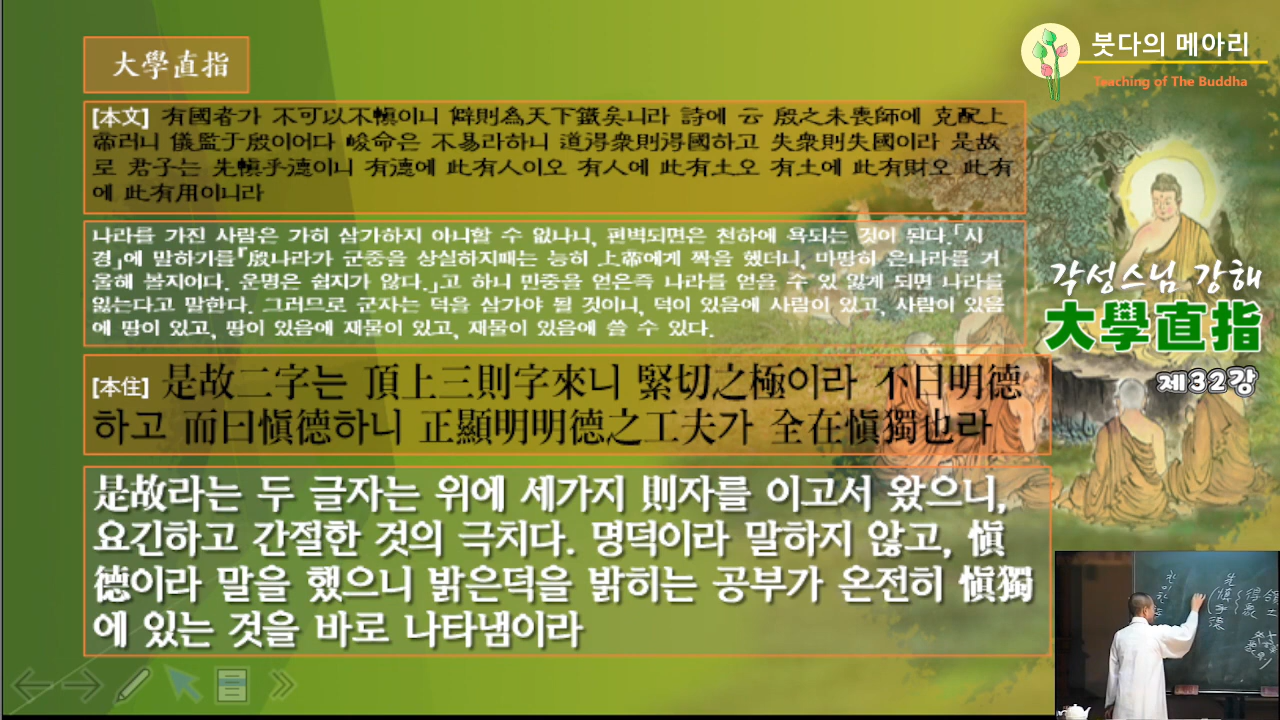 大學直指
[本文] 有國者가 不可以不愼이니 僻則為天下僇矣니라 詩에 云 殷之未喪師에 克配上
帝러니 儀監于殷이어다 峻命은 不易라하니 道得衆則得國하고 失衆則失國이라 是故
로 君子는 先愼乎德이니 有德에 此有人이오 有人에 此有土오 有土에 此有財오 此有
에 此有用이니라
나라를 가진 사람은 가히 삼가하지 아니할 수 없나니, 편벽되면은 천하에 욕되는 것이 된다.「시
경」에 말하기를『殷나라가 군중을 상실하지때는 능히 上帝에게 짝을 했더니, 마땅히 은나라를 거
울해 볼지어다. 운명은 쉽지가 않다.』고 하니 민중을 얻은즉 나라를 얻을 수 있 잃게 되면 나라를
잃는다고 말한다. 그러므로 군자는 덕을 삼가야 될 것이니, 덕이 있음에 사람이 있고, 사람이 있음
에 땅이 있고, 땅이 있음에 재물이 있고, 재물이 있음에 쓸 수 있다.
[本住] 是故二字는 頂上三則字來니 緊切之極이라 不曰明德
하고 而曰愼德하니 正顯明明德之工夫가 全在愼獨也라
是故라는 두 글자는 위에 세가지 則자를 이고서 왔으니,
요긴하고 간절한 것의 극치다. 명덕이라 말하지 않고, 愼
德이라 말을 했으니 밝은덕을 밝히는 공부가 온전히 愼獨
에 있는 것을 바로 나타냄이라
붓다의 메아리
Teaching of The Buddha
각성스님 강해
大學直指
제32강